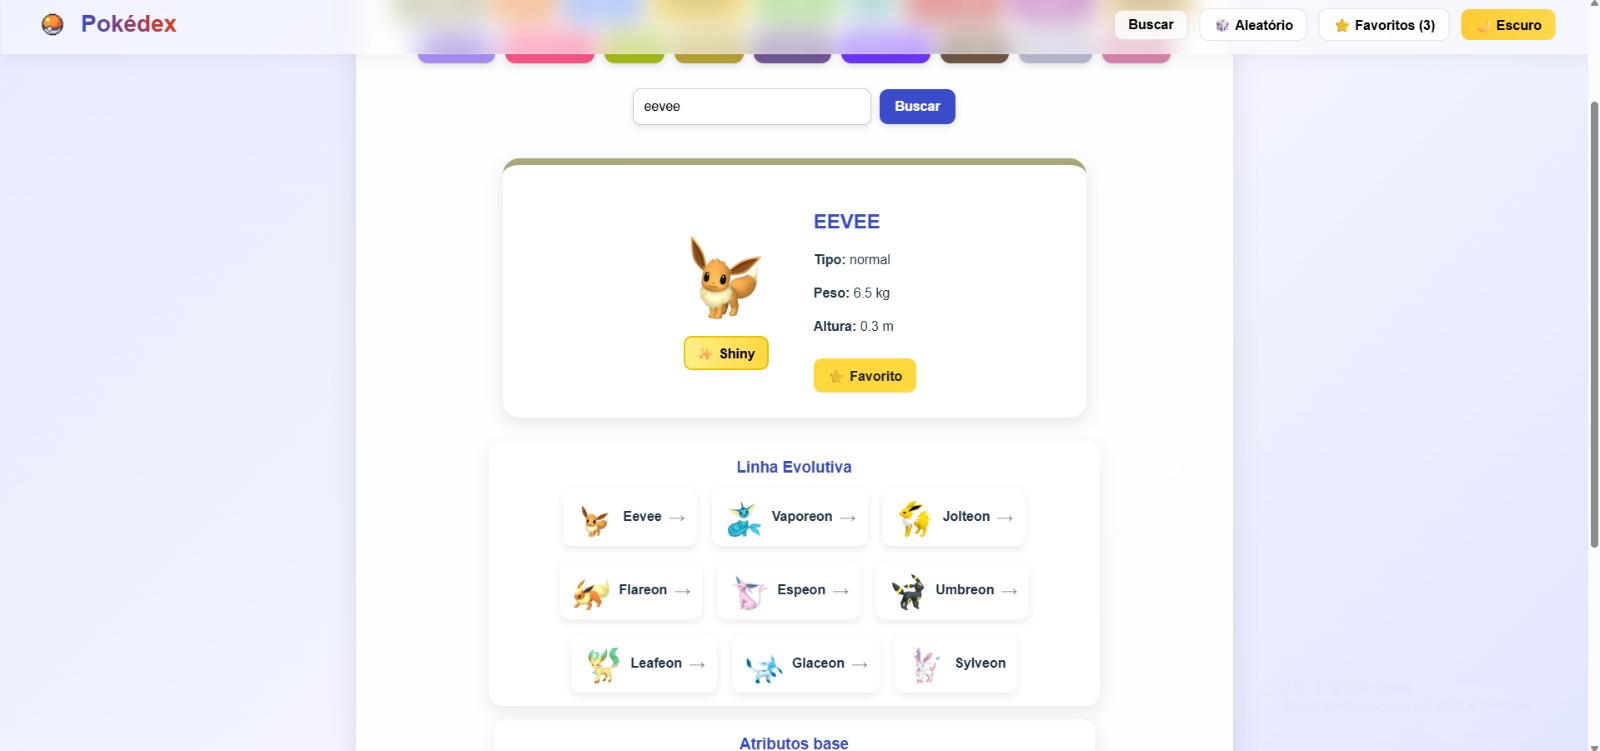 Pokédex
Buscar
Aleatório
Favoritos (3)
Escuro
eevee
Buscar
EEVEE
Tipo: normal
Peso: 6.5 kg
Altura: 0.3 m
Shiny
Favorito
Linha Evolutiva
Eevee →
Vaporeon →
Jolteon →
Flareon →
Espeon →
Umbreon →
Leafeon →
Glaceon →
Sylveon
Atributos base